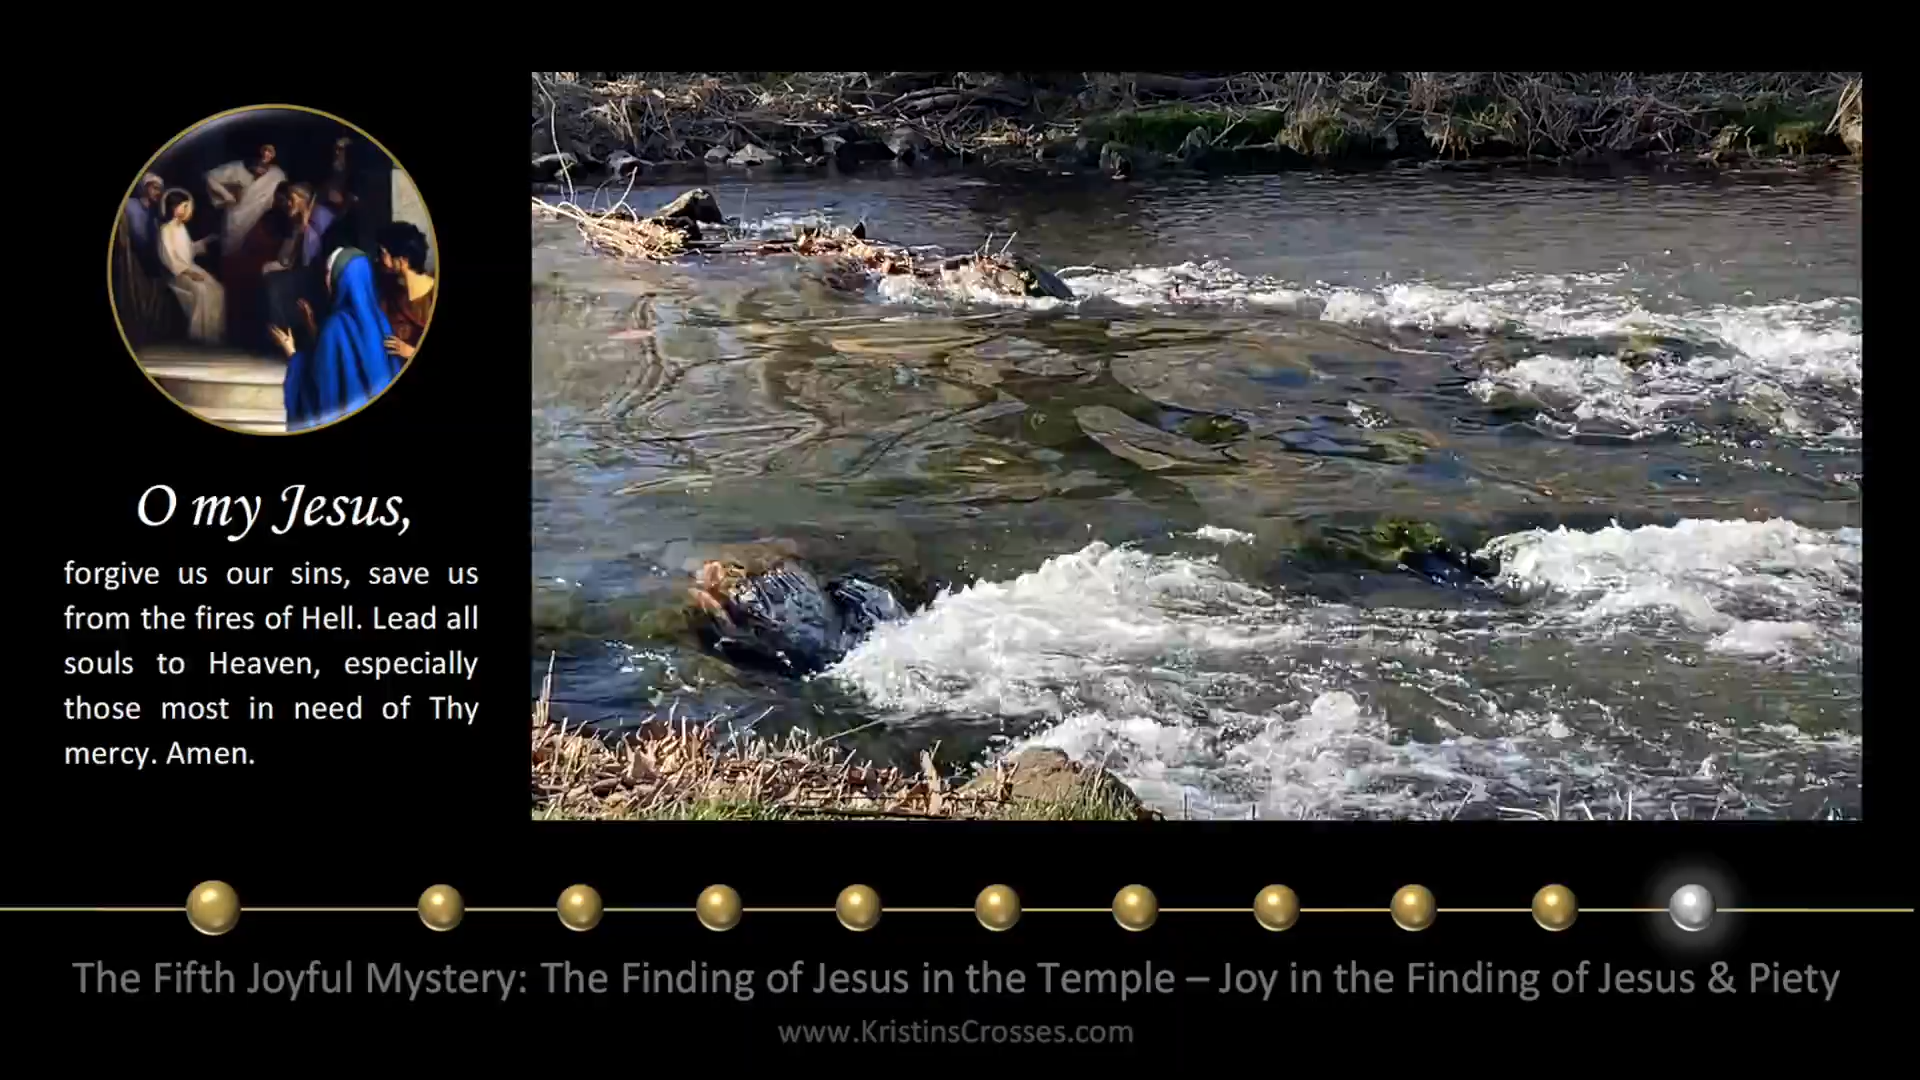 O my Jesus,
forgive us our sins, save us
from the fires of Hell. Lead all
souls to Heaven, especially
those most in need of Thy
mercy. Amen.
The Fifth Joyful Mystery: The Finding of Jesus in the Temple – Joy in the Finding of Jesus & Piety
www.KristinsCrosses.com